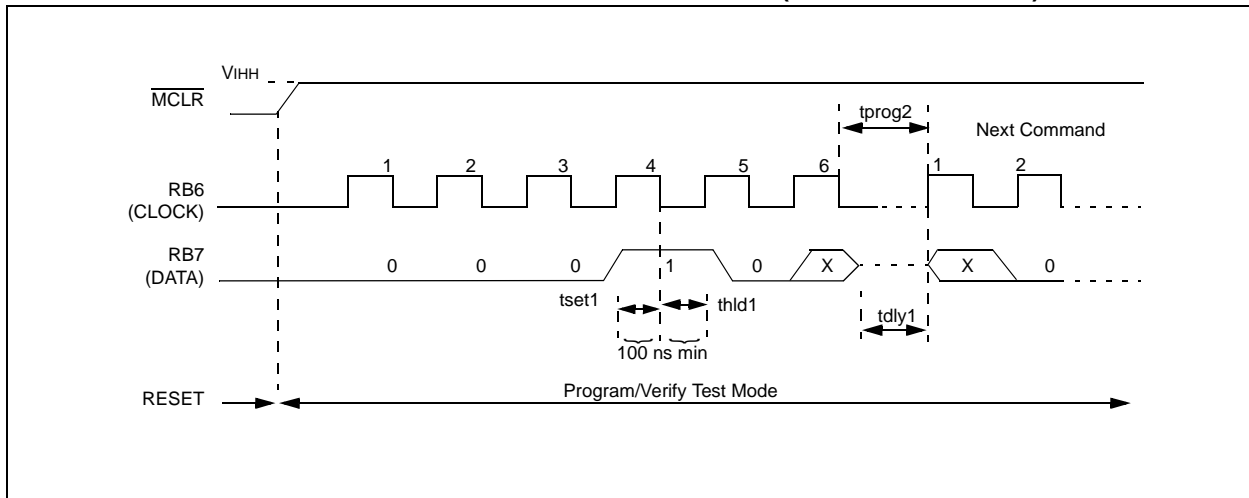 VIHH
MCLR
tprog2
Next Command
1 2 3 4 5 6 1 2
RB6
(CLOCK)
RB7
(DATA)
0 0 0 1 0 X X 0
tset1 thld1
tdly1
100 ns min
RESET
Program/Verify Test Mode